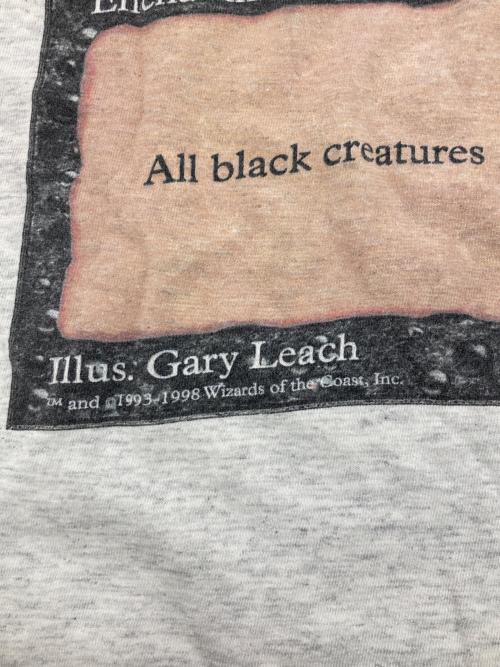 All black creatures
Illus. Gary Leach
™ and ©1993-1998 Wizards of the Coast, Inc.